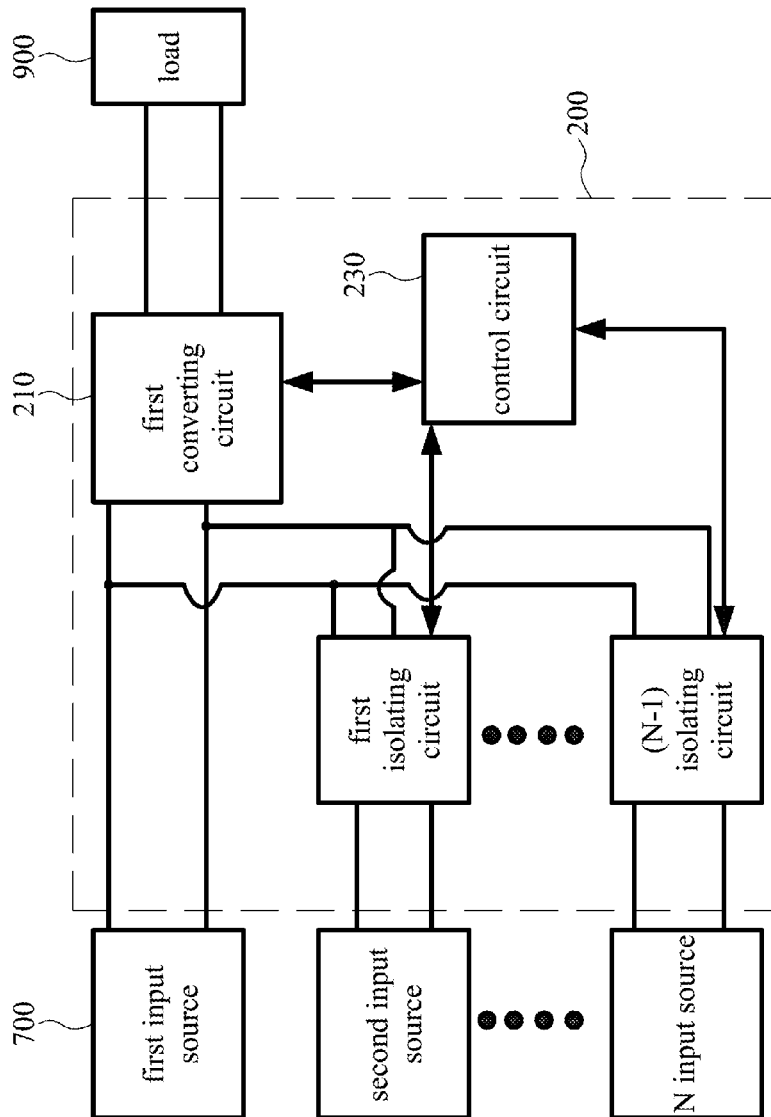 700
first input
source
210
first
converting
circuit
900
load
200
230
control circuit
second input
source
first
isolating
circuit
N input source
(N-1)
isolating
circuit